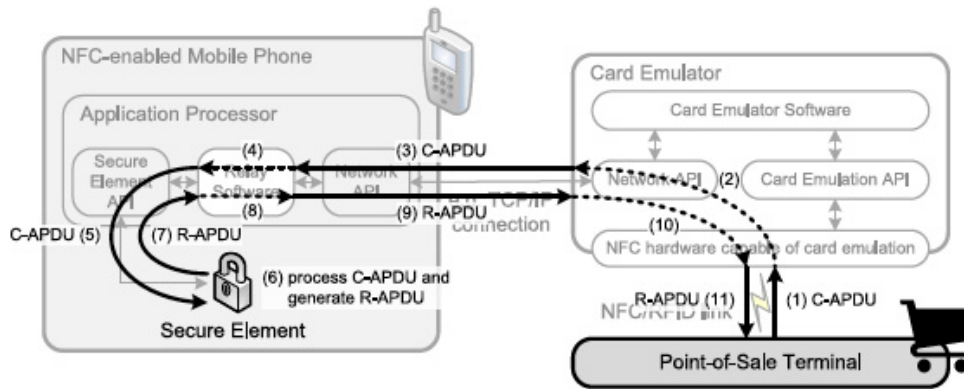 NFC-enabled Mobile Phone
Application Processor
Secure
Element
API
Relay
Software
Network
API
(4)
(8)
(3) C-APDU
(9) R-APDU
C-APDU (5)
(7) R-APDU
(6) process C-APDU and
generate R-APDU
Secure Element
TCP/IP
connection
Card Emulator
Card Emulator Software
Network API
(2)
Card Emulation API
(10)
NFC hardware capable of card emulation
R-APDU (11)
(1) C-APDU
NFC/RFID link
Point-of-Sale Terminal